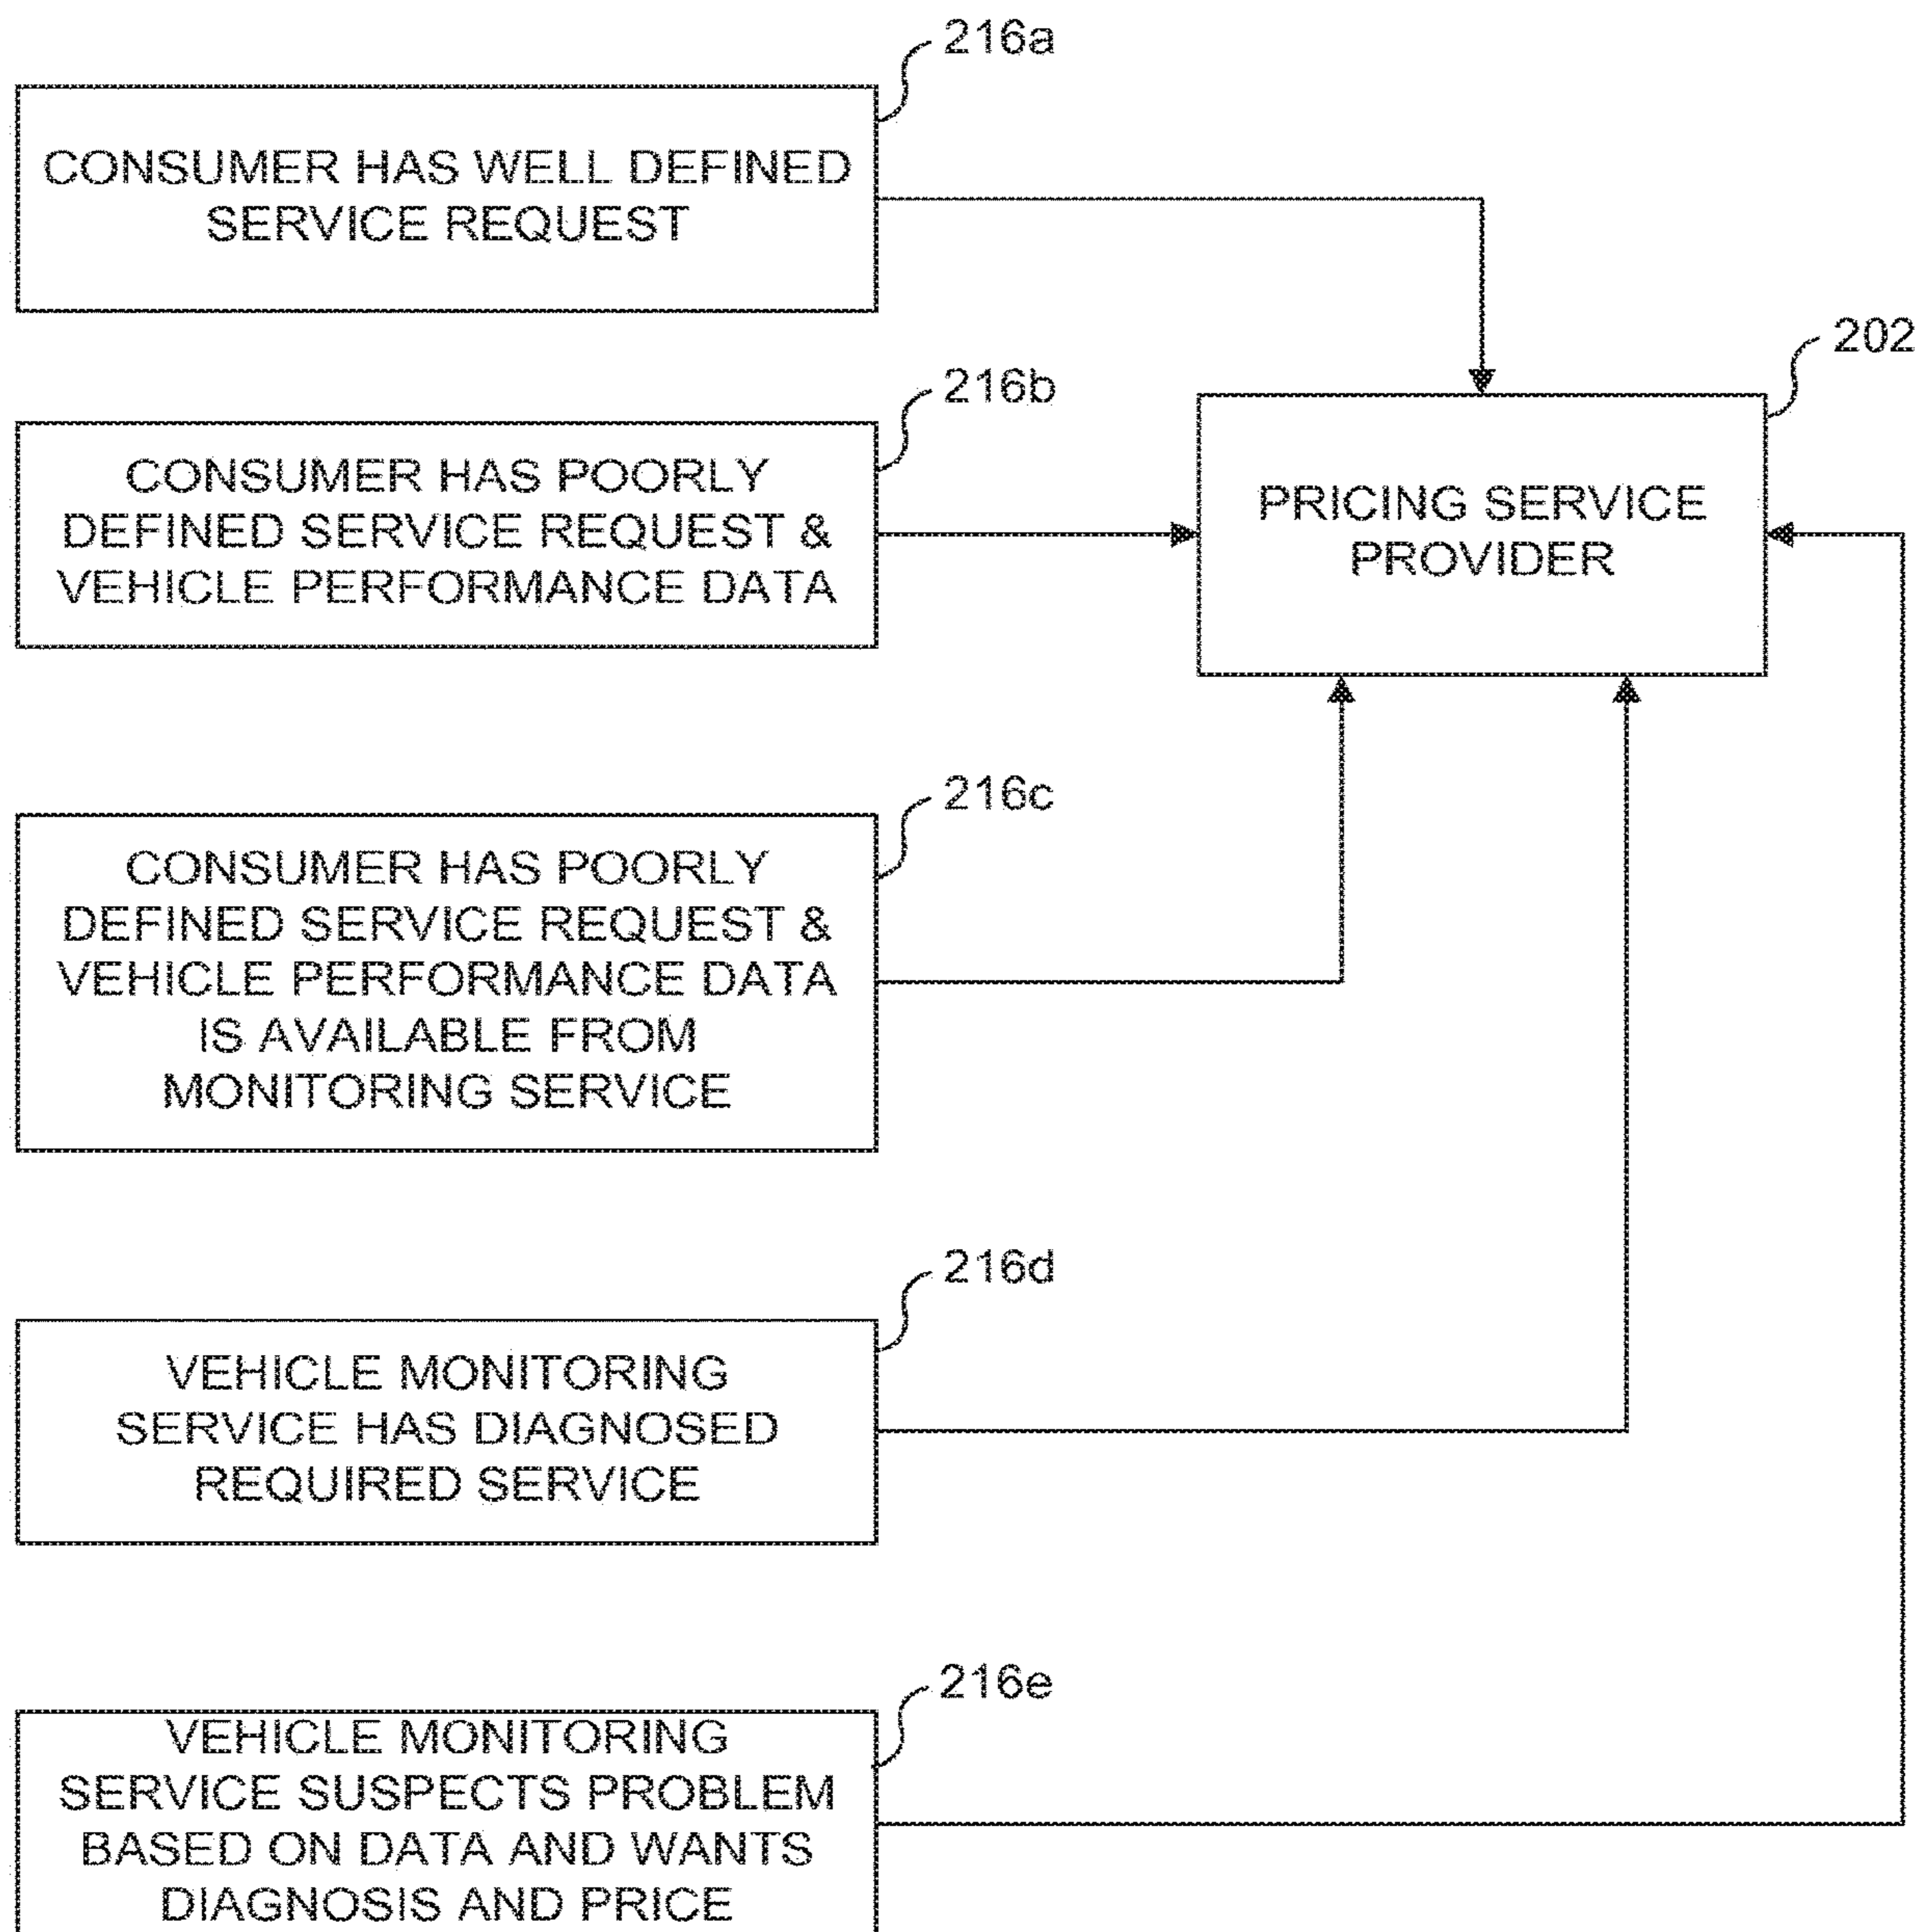 216a
CONSUMER HAS WELL DEFINED
SERVICE REQUEST
202
216b
CONSUMER HAS POORLY
DEFINED SERVICE REQUEST &
VEHICLE PERFORMANCE DATA
PRICING SERVICE
PROVIDER
216c
CONSUMER HAS POORLY
DEFINED SERVICE REQUEST &
VEHICLE PERFORMANCE DATA
IS AVAILABLE FROM
MONITORING SERVICE
216d
VEHICLE MONITORING
SERVICE HAS DIAGNOSED
REQUIRED SERVICE
216e
VEHICLE MONITORING
SERVICE SUSPECTS PROBLEM
BASED ON DATA AND WANTS
DIAGNOSIS AND PRICE